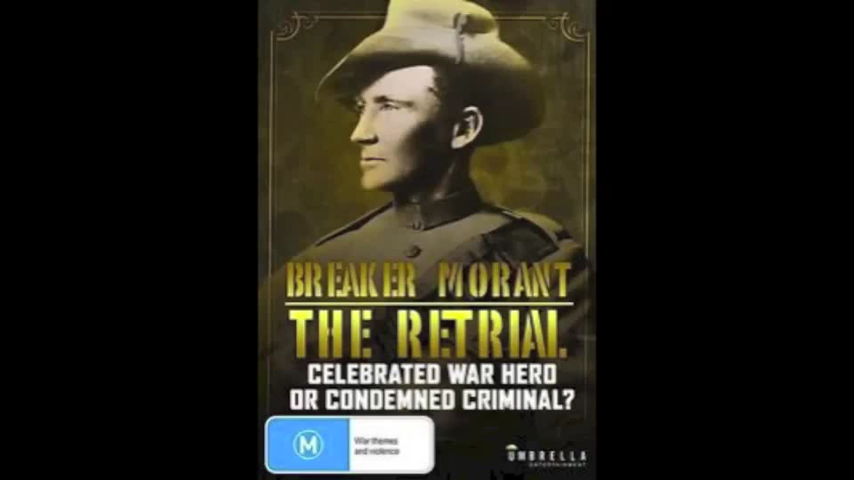 BREAKER MORANT
THE RETRIAL
CELEBRATED WAR HERO
OR CONDEMNED CRIMINAL?
M
War themes
and violence
UMBRELLA
ENTERTAINMENT